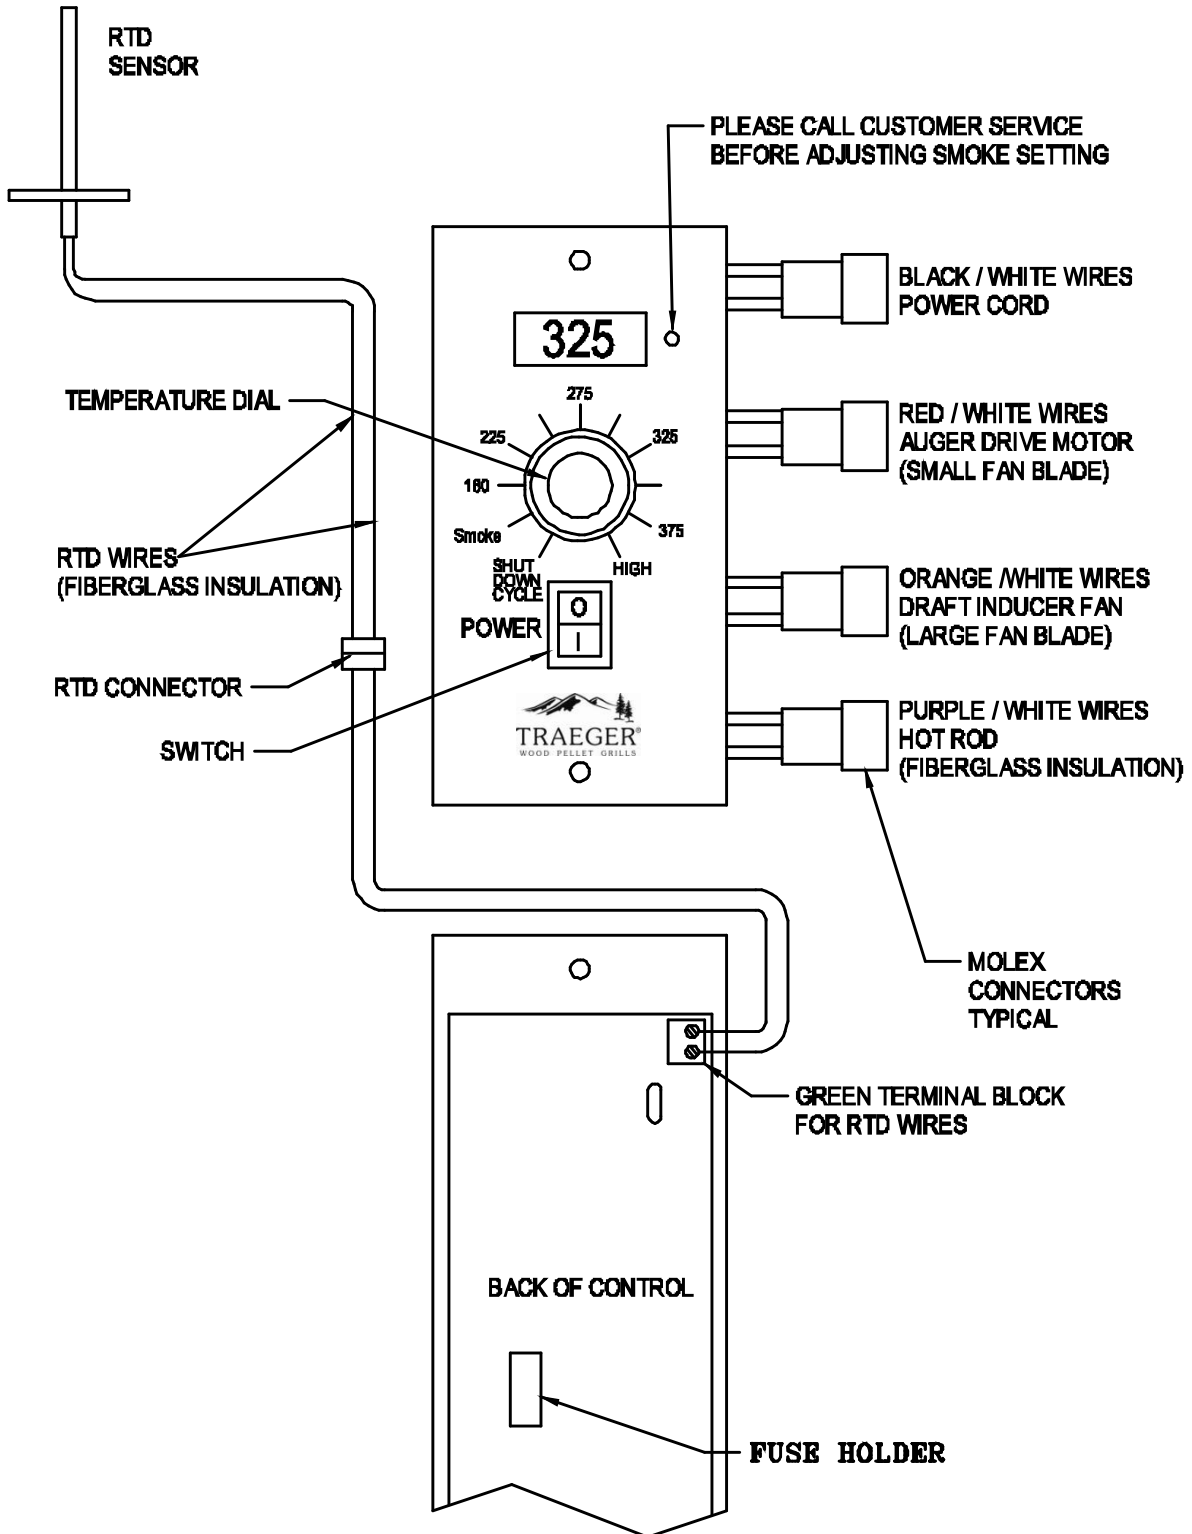 RTD
SENSOR
PLEASE CALL CUSTOMER SERVICE
BEFORE ADJUSTING SMOKE SETTING
BLACK / WHITE WIRES
POWER CORD
325
TEMPERATURE DIAL
275
225
325
160
375
Smoke
SHUT
DOWN
CYCLE
HIGH
RED / WHITE WIRES
AUGER DRIVE MOTOR
(SMALL FAN BLADE)
RTD WIRES
(FIBERGLASS INSULATION)
ORANGE /WHITE WIRES
DRAFT INDUCER FAN
(LARGE FAN BLADE)
POWER
O
I
RTD CONNECTOR
SWITCH
TRAEGER®
WOOD PELLET GRILLS
PURPLE / WHITE WIRES
HOT ROD
(FIBERGLASS INSULATION)
MOLEX
CONNECTORS
TYPICAL
GREEN TERMINAL BLOCK
FOR RTD WIRES
BACK OF CONTROL
FUSE HOLDER